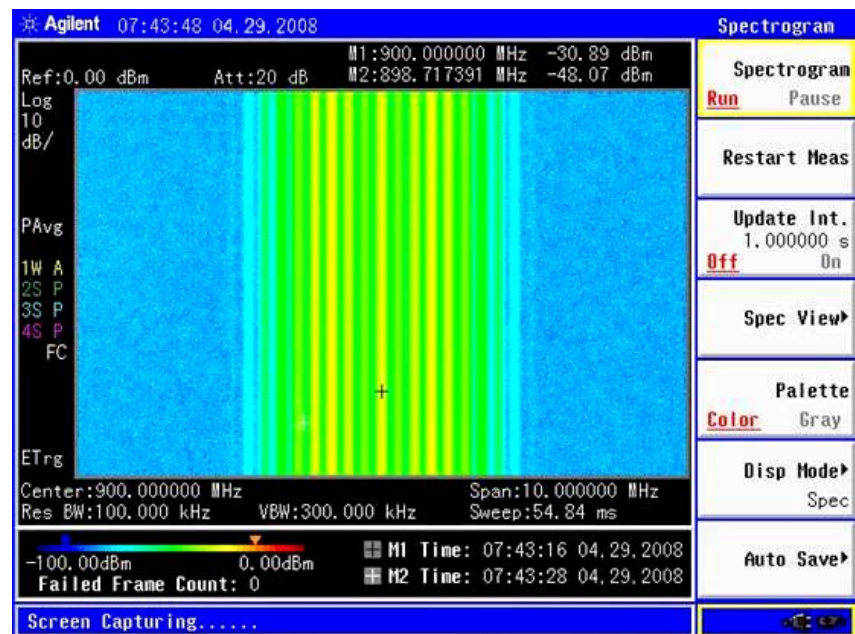 Agilent 07:43:48 04.29.2008
Spectrogram
M1:900.000000 MHz -30.89 dBm
Ref:0.00 dBm Att:20 dB M2:898.717391 MHz -48.07 dBm
Log
10
dB/
PAvg
1W A
2S P
3S P
4S P
FC
ETrg
Center:900.000000 MHz Span:10.000000 MHz
Res BW:100.000 kHz VBW:300.000 kHz Sweep:54.84 ms
-100.00dBm 0.00dBm
Failed Frame Count: 0
M1 Time: 07:43:16 04.29.2008
M2 Time: 07:43:28 04.29.2008
Screen Capturing......
Spectrogram
Run Pause
Restart Meas
Update Int.
1.000000 s
Off On
Spec View
Palette
Color Gray
Disp Mode
Spec
Auto Save